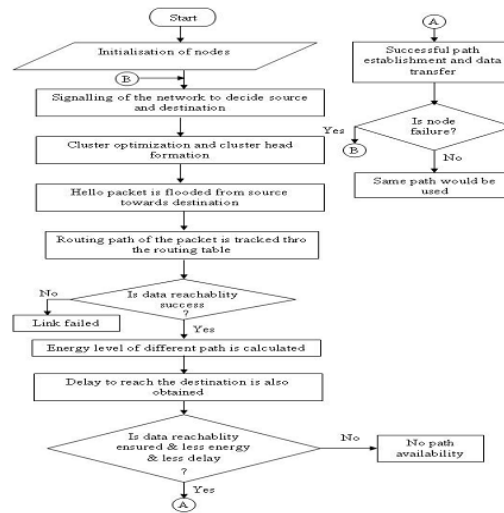 Start
Initialisation of nodes
B
Signalling of the network to decide source
and destination
Cluster optimization and cluster head
formation
Hello packet is flooded from source
towards destination
Routing path of the packet is tracked thro
the routing table
Is data reachablity
success
?
No
Link failed
Yes
Energy level of different path is calculated
Delay to reach the destination is also
obtained
Is data reachablity
ensured & less energy
& less delay
?
No
No path
availability
Yes
A
A
Successful path
establishment and data
transfer
Is node
failure?
Yes
B
No
Same path would be
used